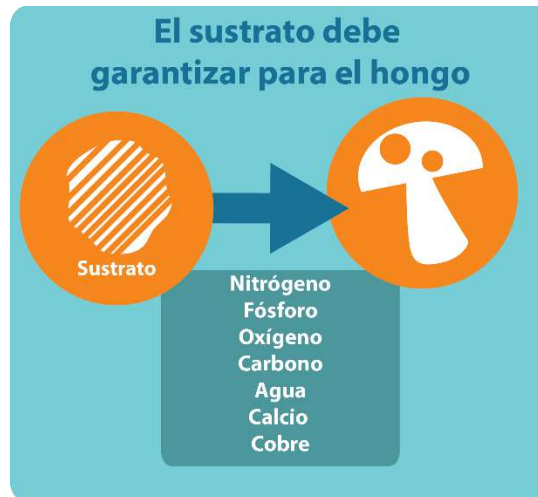 El sustrato debe
garantizar para el hongo
Sustrato
Nitrógeno
Fósforo
Oxígeno
Carbono
Agua
Calcio
Cobre